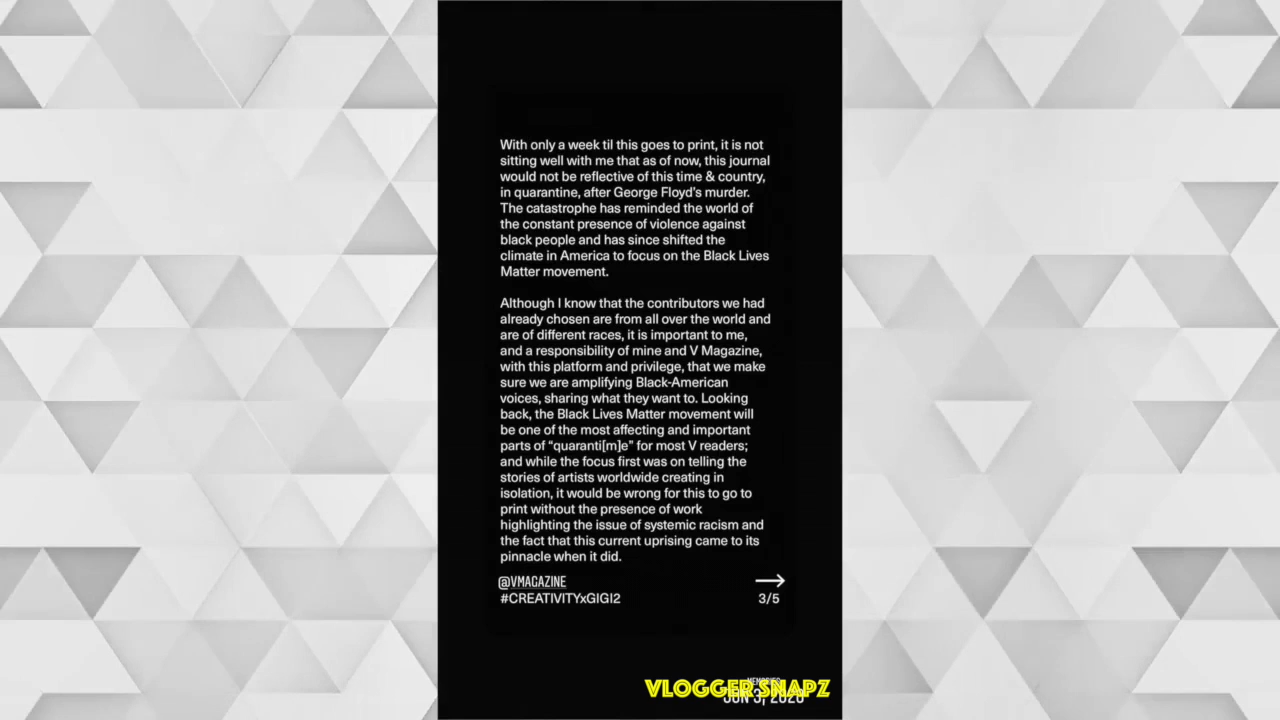 With only a week til this goes to print, it is not
sitting well with me that as of now, this journal
would not be reflective of this time & country,
in quarantine, after George Floyd's murder.
The catastrophe has reminded the world of
the constant presence of violence against
black people and has since shifted the
climate in America to focus on the Black Lives
Matter movement.
Although I know that the contributors we had
already chosen are from all over the world and
are of different races, it is important to me,
and a responsibility of mine and V Magazine,
with this platform and privilege, that we make
sure we are amplifying Black-American
voices, sharing what they want to. Looking
back, the Black Lives Matter movement will
be one of the most affecting and important
parts of “quaranti[m]e” for most V readers;
and while the focus first was on telling the
stories of artists worldwide creating in
isolation, it would be wrong for this to go to
print without the presence of work
highlighting the issue of systemic racism and
the fact that this current uprising came to its
pinnacle when it did.
@VMAGAZINE
#CREATIVITYxGIGI2
3/5
MEMORIES
VLOGGER SNAPZ
JUN 3, 2020